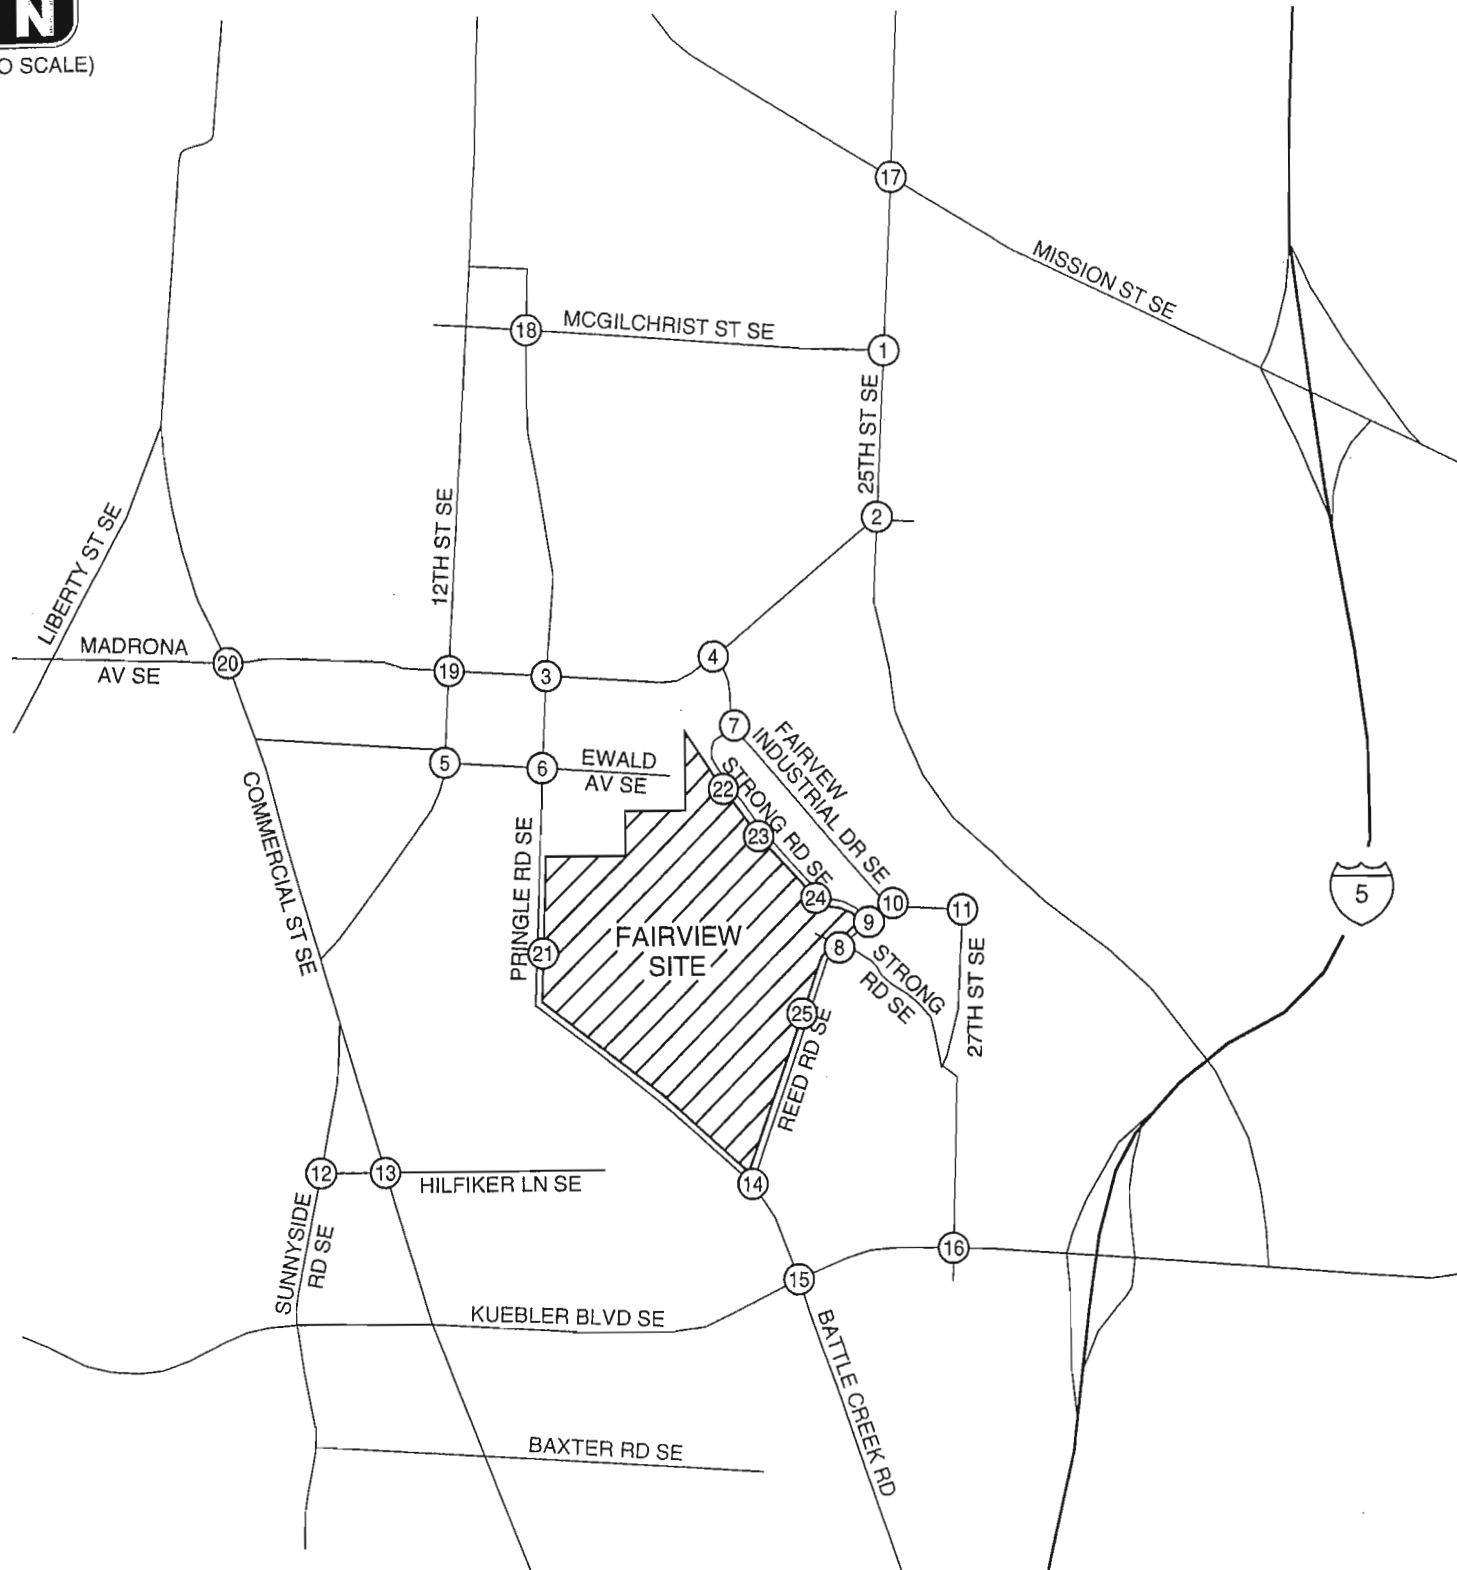 N
O SCALE)
17
MISSION ST SE
18
MCGILCHRIST ST SE
1
25TH ST SE
2
12TH ST SE
LIBERTY ST SE
MADRONA
AV SE
20
19
3
4
7
FAIRVIEW
INDUSTRIAL DR SE
5
6
EWALD
AV SE
22
STRONG RD SE
23
COMMERCIAL ST SE
PRINGLE RD SE
24
10
11
9
8
5
21
FAIRVIEW
SITE
STRONG
RD SE
27TH ST SE
25
REED RD SE
12
13
HILFIKER LN SE
14
SUNNYSIDE
RD SE
16
15
KUEBLER BLVD SE
BATTLE CREEK RD
BAXTER RD SE